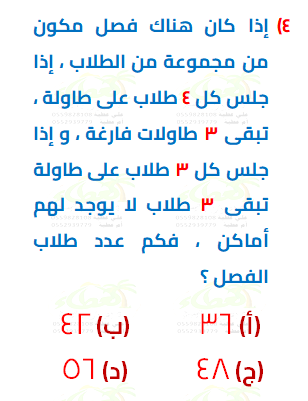 ٤) إذا كان هناك فصل مكون
من مجموعة من الطلاب ، إذا
جلس كل ٤ طلاب على طاولة ،
تبقى ٣ طاولات فارغة ، و إذا
جلس كل ٣ طلاب على طاولة
تبقى ٣ طلاب لا يوجد لهم
أماكن ، فكم عدد طلاب
الفصل ؟
(أ) ٣٦ (ب) ٤٢
(ج) ٤٨ (د) ٥٦